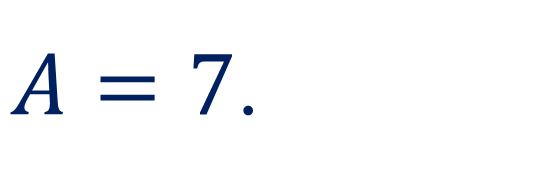 A = 7.